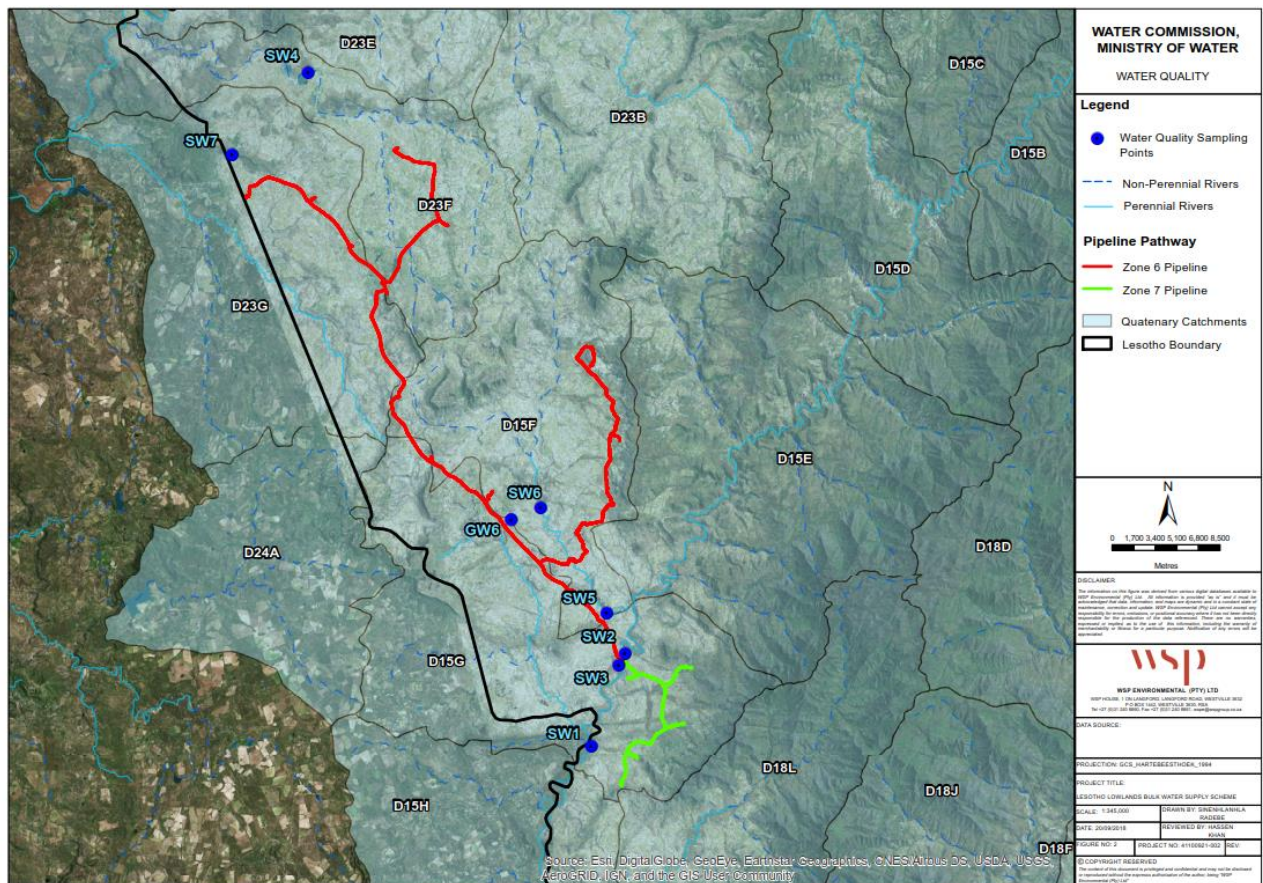 D23E
SW4
D15C
D23B
D15B
SW7
D23F
D15D
D23G
D15F
D15E
SW6
GW6
D24A
D18D
SW5
SW2
D15G
SW3
SW1
D18L
D18J
D15H
D18F
Source: Esri, DigitalGlobe, GeoEye, Earthstar Geographics, CNES/Airbus DS, USDA, USGS,
AeroGRID, IGN, and the GIS User Community
WATER COMMISSION,
MINISTRY OF WATER
WATER QUALITY
Legend
Water Quality Sampling
Points
Non-Perennial Rivers
Perennial Rivers
Pipeline Pathway
Zone 6 Pipeline
Zone 7 Pipeline
Quatenary Catchments
Lesotho Boundary
N
0 1,700 3,400 5,100 6,800 8,500
Metres
DISCLAIMER
wsp
WSP ENVIRONMENTAL (PTY) LTD
DATA SOURCE:
PROJECTION: GCS_HARTEBEESTHOEK_1994
PROJECT TITLE:
LESOTHO LOWLANDS BULK WATER SUPPLY SCHEME
SCALE: 1:345,000
DRAWN BY: SINENHLANHLA
RADEBE
DATE: 20/09/2018
REVIEWED BY: HASSEN
KHAN
FIGURE NO: 2
PROJECT NO: 41100921-002
REV:
© COPYRIGHT RESERVED